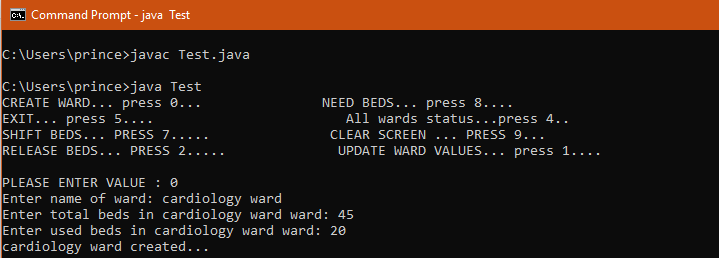 Command Prompt - java Test
C:\Users\prince>javac Test.java
C:\Users\prince>java Test
CREATE WARD... press 0... NEED BEDS... press 8....
EXIT... press 5.... All wards status...press 4..
SHIFT BEDS... PRESS 7..... CLEAR SCREEN ... PRESS 9...
RELEASE BEDS... PRESS 2..... UPDATE WARD VALUES... press 1....
PLEASE ENTER VALUE : 0
Enter name of ward: cardiology ward
Enter total beds in cardiology ward ward: 45
Enter used beds in cardiology ward ward: 20
cardiology ward created...